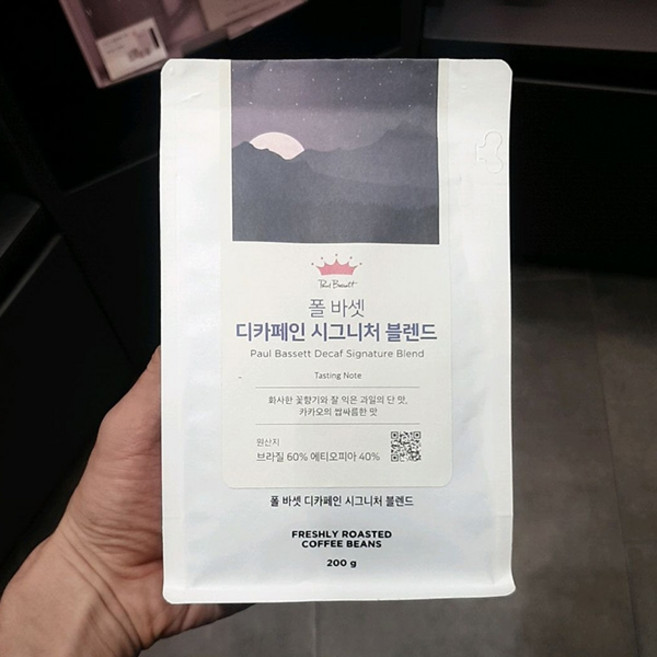 Paul Bassett
폴 바셋
디카페인 시그니처 블렌드
Paul Bassett Decaf Signature Blend
Tasting Note
화사한 꽃향기와 잘 익은 과일의 단 맛,
카카오의 쌉싸름한 맛
원산지
브라질 60% 에티오피아 40%
폴 바셋 디카페인 시그니처 블렌드
FRESHLY ROASTED
COFFEE BEANS
200 g